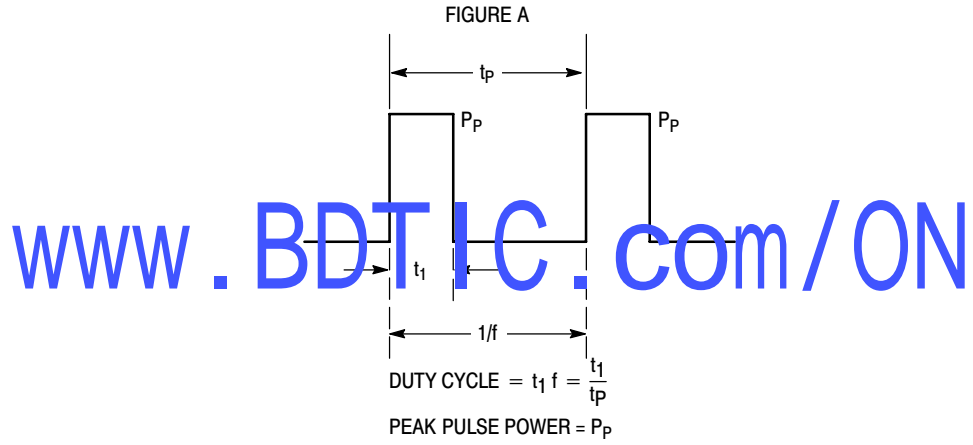 FIGURE A
tP
PP PP
www.BDTIC.com/ON
t1
1/f
DUTY CYCLE = t1 f = t1/tP
PEAK PULSE POWER = PP